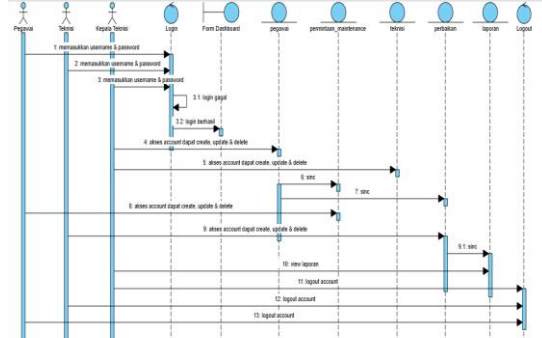 Pegawai Teknisi Kepala Teknisi Login Form Dashboard pegawai permintaan_maintenance teknisi perbaikan laporan Logout
1: memasukkan username & password
2: memasukkan username & password
3: memasukkan username & password
3.1: login gagal
3.2: login berhasil
4: akses account dapat create, update & delete
5: akses account dapat create, update & delete
6: sinc
7: sinc
8: akses account dapat create, update & delete
9: akses account dapat create, update & delete
9.1: sinc
10: view laporan
11: logout account
12: logout account
13: logout account